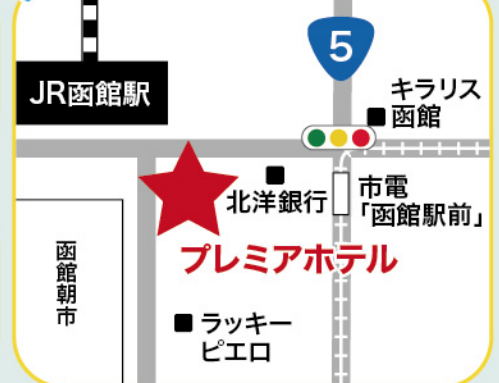 5
JR函館駅
キラリス
函館
北洋銀行
市電
「函館駅前」
プレミアホテル
函館朝市
ラッキー
ピエロ